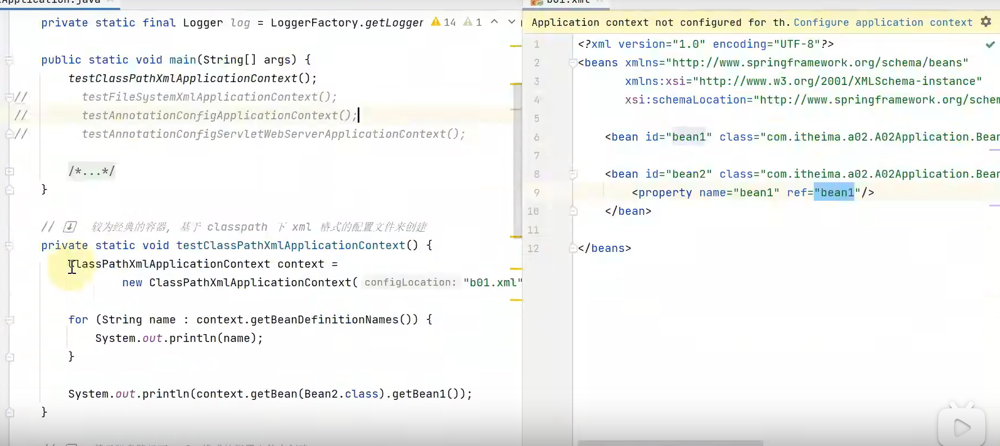 Application.java
private static final Logger log = LoggerFactory.getLogger 14 1
public static void main(String[] args) {
testClassPathXmlApplicationContext();
// testFileSystemXmlApplicationContext();
// testAnnotationConfigApplicationContext();
// testAnnotationConfigServletWebServerApplicationContext();
/*...*/
}
// 较为经典的容器, 基于 classpath 下 xml 格式的配置文件来创建
private static void testClassPathXmlApplicationContext() {
ClassPathXmlApplicationContext context =
new ClassPathXmlApplicationContext( configLocation: "b01.xml"
for (String name : context.getBeanDefinitionNames()) {
System.out.println(name);
}
System.out.println(context.getBean(Bean2.class).getBean1());
}
b01.xml
Application context not configured for th. Configure application context
1 <?xml version="1.0" encoding="UTF-8"?>
2 <beans xmlns="http://www.springframework.org/schema/beans"
3 xmlns:xsi="http://www.w3.org/2001/XMLSchema-instance"
4 xsi:schemaLocation="http://www.springframework.org/schem
5
6 <bean id="bean1" class="com.itheima.a02.A02Application.Bean
7
8 <bean id="bean2" class="com.itheima.a02.A02Application.Bean
9 <property name="bean1" ref="bean1"/>
10 </bean>
11
12 </beans>